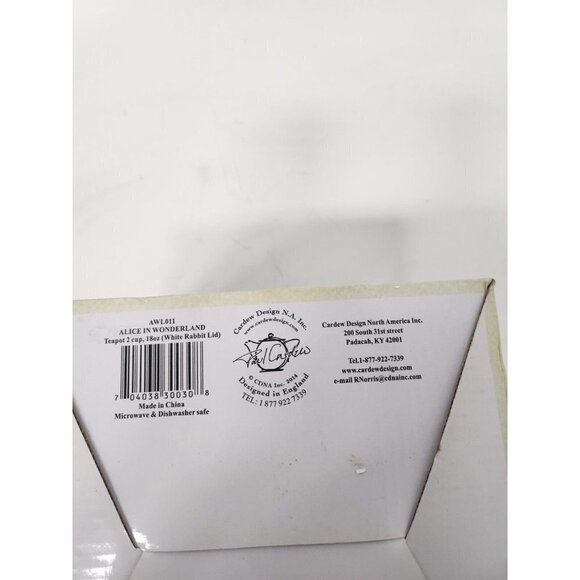 AWL011
ALICE IN WONDERLAND
Teapot 2 cup, 18oz (White Rabbit Lid)
7 04038 30030 8
Made in China
Microwave & Dishwasher safe
Cardew Design N.A. Inc.
www.cardewdesign.com
Paul Cardew
© CDNA Inc. 2014
Designed in England
TEL: 1 877 922 7339
Cardew Design North America Inc.
200 South 31st street
Padacah, KY 42001
Tel.1-877-922-7339
www.cardewdesign.com
e-mail RNorris@cdnainc.com